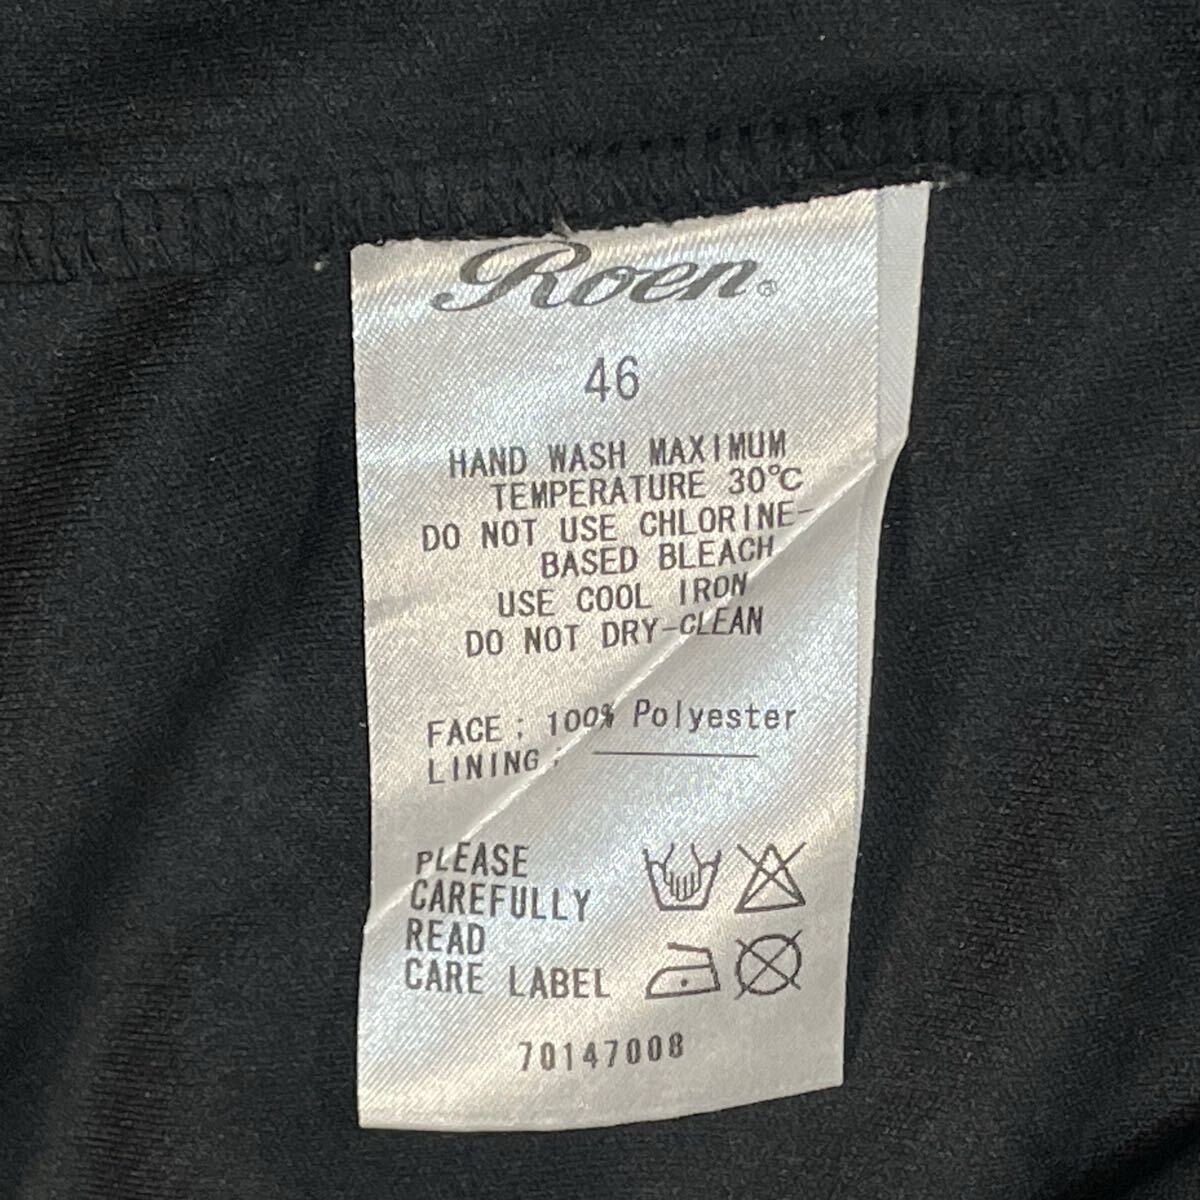 Roen®
46
HAND WASH MAXIMUM
TEMPERATURE 30℃
DO NOT USE CHLORINE-
BASED BLEACH
USE COOL IRON
DO NOT DRY-CLEAN
FACE : 100% Polyester
LINING :
PLEASE
CAREFULLY
READ
CARE LABEL
70147008